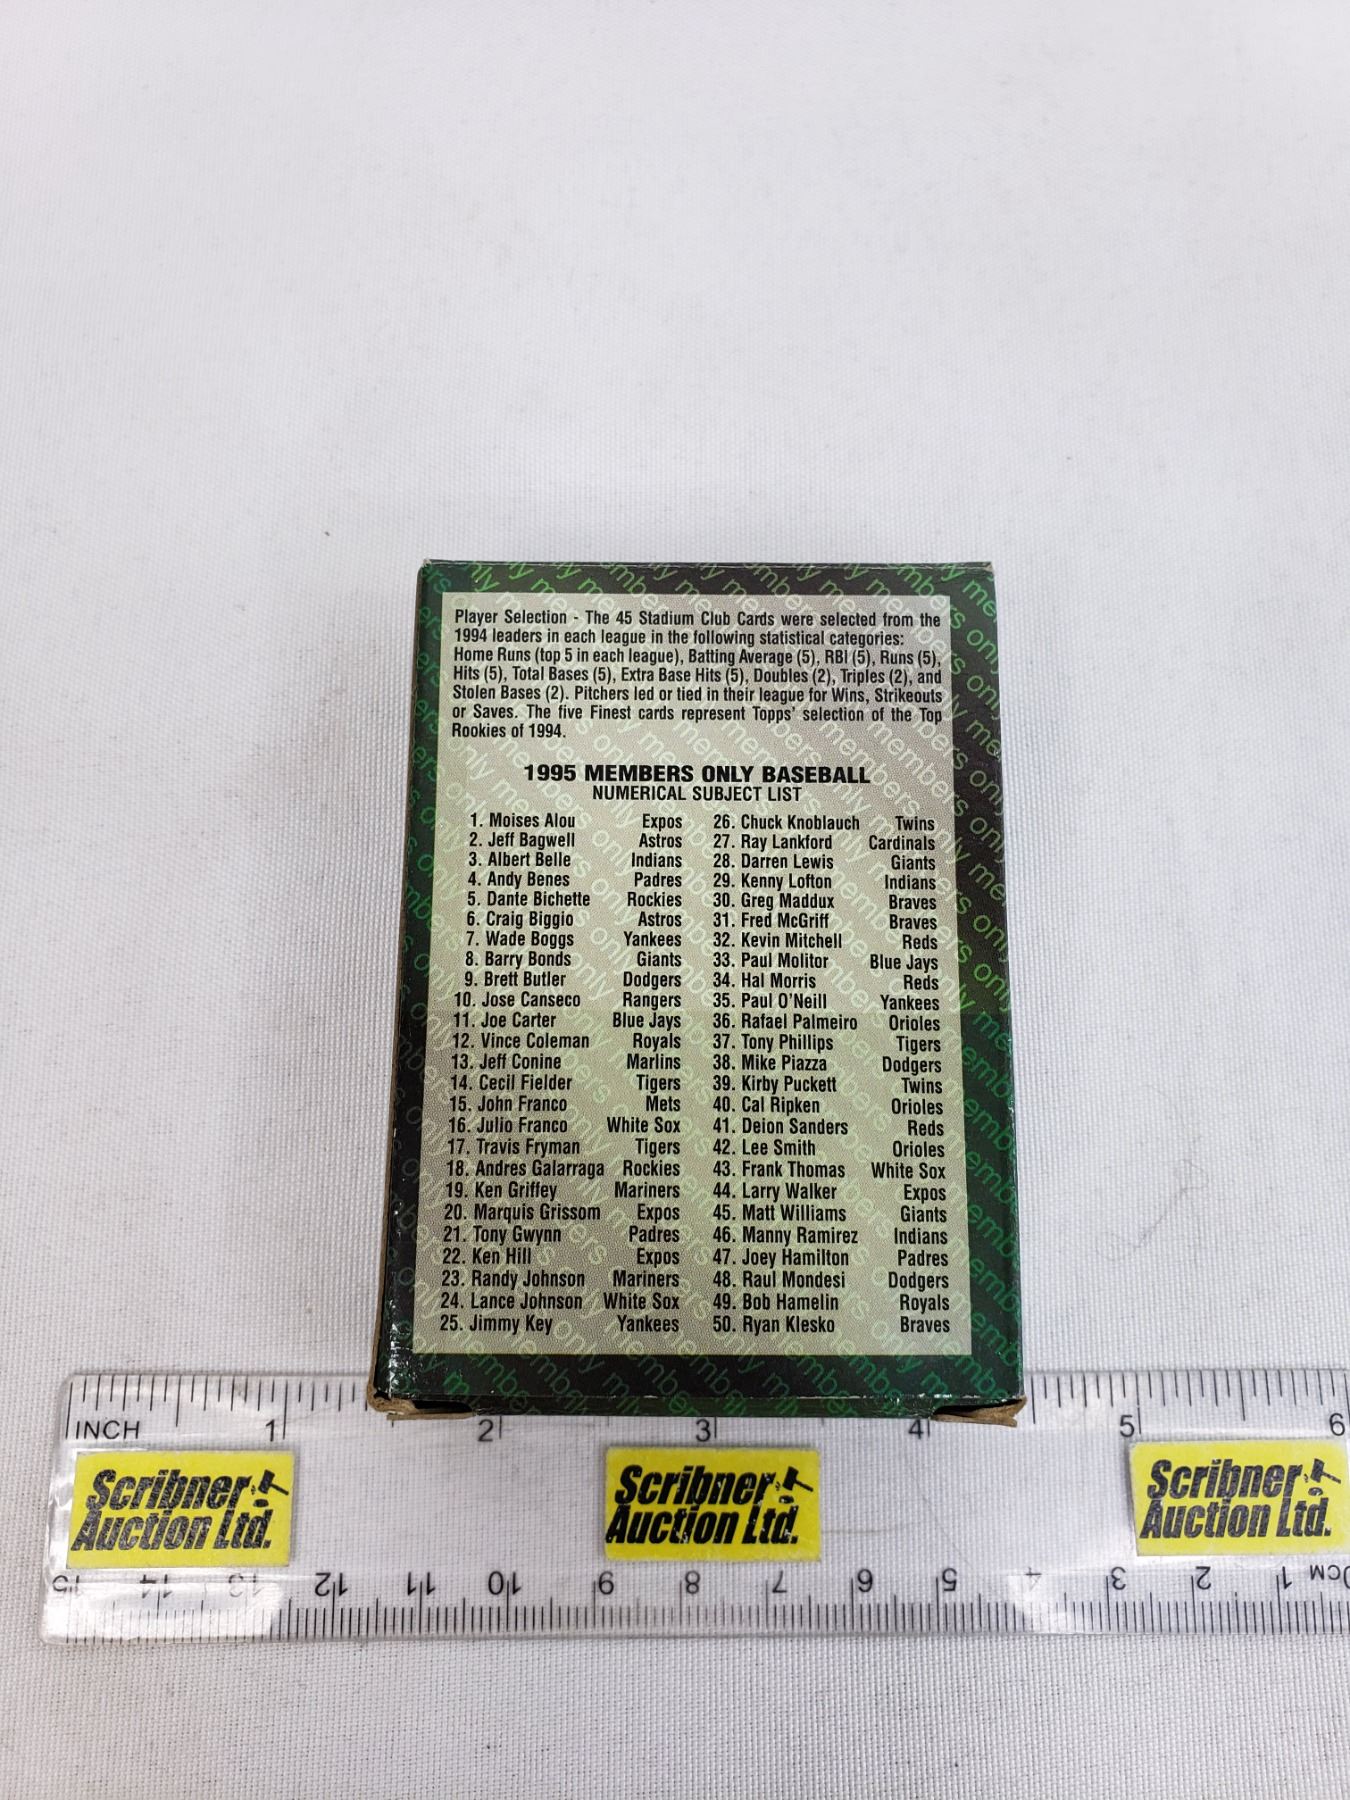 Player Selection - The 45 Stadium Club Cards were selected from the
1994 leaders in each league in the following statistical categories:
Home Runs (top 5 in each league), Batting Average (5), RBI (5), Runs (5),
Hits (5), Total Bases (5), Extra Base Hits (5), Doubles (2), Triples (2), and
Stolen Bases (2). Pitchers led or tied in their league for Wins, Strikeouts
or Saves. The five Finest cards represent Topps' selection of the Top
Rookies of 1994.
1995 MEMBERS ONLY BASEBALL
NUMERICAL SUBJECT LIST
1. Moises Alou Expos
2. Jeff Bagwell Astros
3. Albert Belle Indians
4. Andy Benes Padres
5. Dante Bichette Rockies
6. Craig Biggio Astros
7. Wade Boggs Yankees
8. Barry Bonds Giants
9. Brett Butler Dodgers
10. Jose Canseco Rangers
11. Joe Carter Blue Jays
12. Vince Coleman Royals
13. Jeff Conine Marlins
14. Cecil Fielder Tigers
15. John Franco Mets
16. Julio Franco White Sox
17. Travis Fryman Tigers
18. Andres Galarraga Rockies
19. Ken Griffey Mariners
20. Marquis Grissom Expos
21. Tony Gwynn Padres
22. Ken Hill Expos
23. Randy Johnson Mariners
24. Lance Johnson White Sox
25. Jimmy Key Yankees
26. Chuck Knoblauch Twins
27. Ray Lankford Cardinals
28. Darren Lewis Giants
29. Kenny Lofton Indians
30. Greg Maddux Braves
31. Fred McGriff Braves
32. Kevin Mitchell Reds
33. Paul Molitor Blue Jays
34. Hal Morris Reds
35. Paul O'Neill Yankees
36. Rafael Palmeiro Orioles
37. Tony Phillips Tigers
38. Mike Piazza Dodgers
39. Kirby Puckett Twins
40. Cal Ripken Orioles
41. Deion Sanders Reds
42. Lee Smith Orioles
43. Frank Thomas White Sox
44. Larry Walker Expos
45. Matt Williams Giants
46. Manny Ramirez Indians
47. Joey Hamilton Padres
48. Raul Mondesi Dodgers
49. Bob Hamelin Royals
50. Ryan Klesko Braves
INCH 1 2 3 4 5 6
Scribner
Auction Ltd.
Scribner
Auction Ltd.
Scribner
Auction Ltd.
15 14 13 12 11 10 9 8 7 6 5 4 3 2 1 0CM